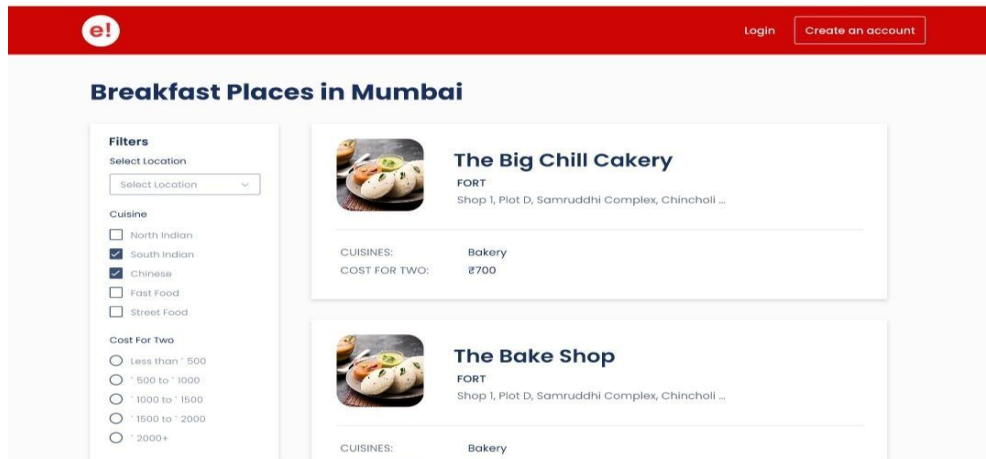 e!
Login
Create an account
Breakfast Places in Mumbai
Filters
Select Location
Select Location
Cuisine
North Indian
South Indian
Chinese
Fast Food
Street Food
Cost For Two
Less than ` 500
` 500 to ` 1000
` 1000 to ` 1500
` 1500 to ` 2000
` 2000+
The Big Chill Cakery
FORT
Shop 1, Plot D, Samruddhi Complex, Chincholi ...
CUISINES: Bakery
COST FOR TWO: ₹700
The Bake Shop
FORT
Shop 1, Plot D, Samruddhi Complex, Chincholi ...
CUISINES: Bakery